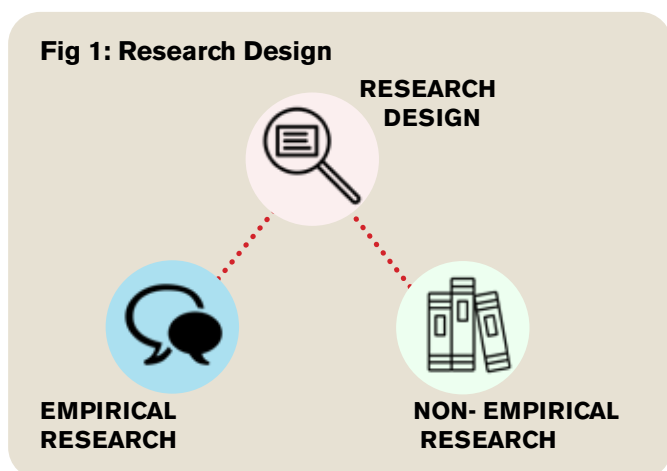 Fig 1: Research Design
RESEARCH
DESIGN
EMPIRICAL
RESEARCH
NON- EMPIRICAL
RESEARCH